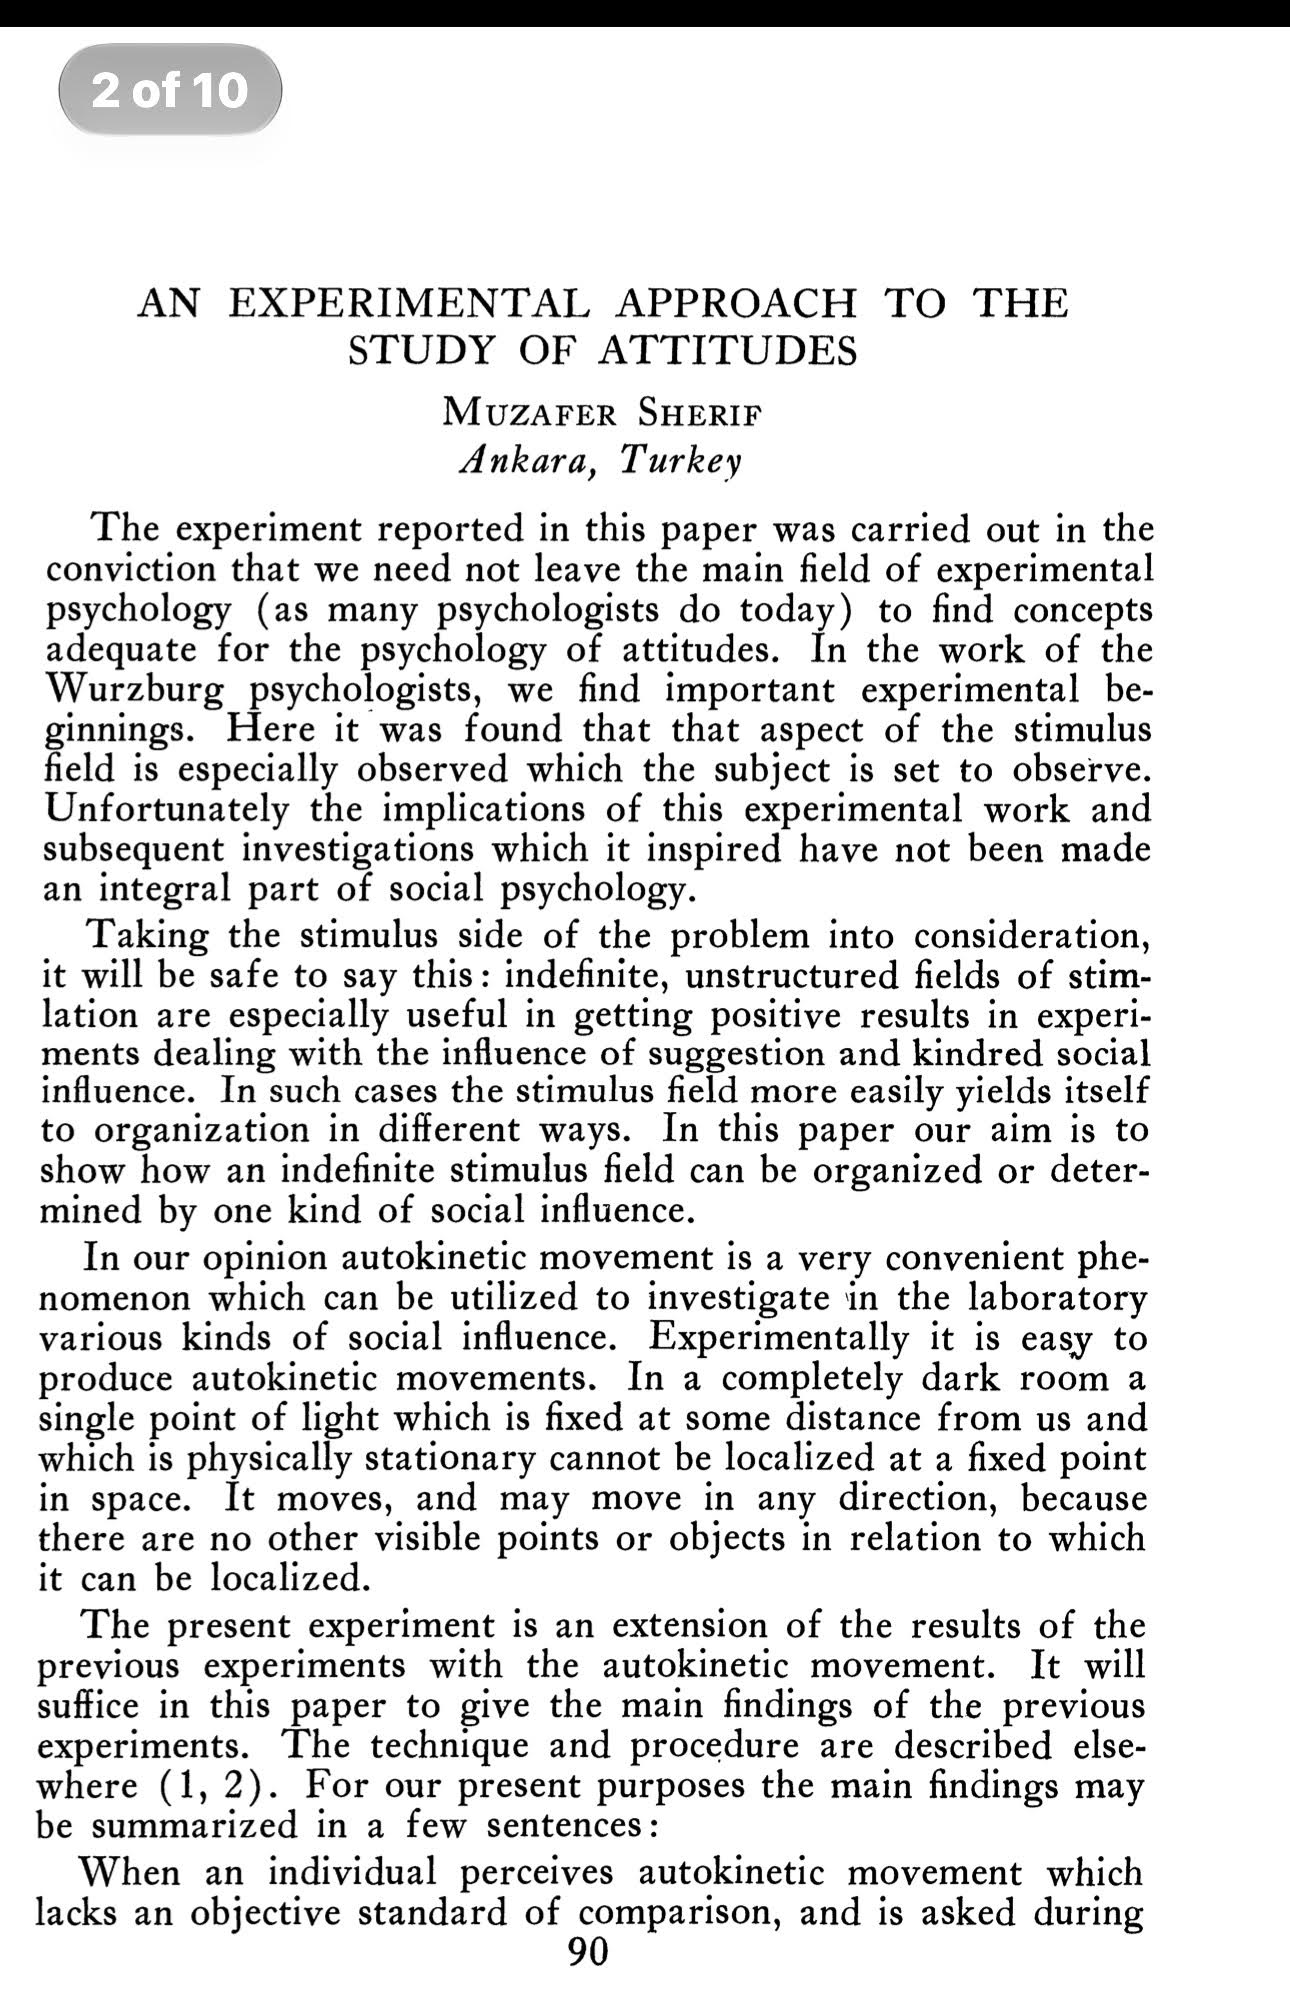 2 of 10
AN EXPERIMENTAL APPROACH TO THE
STUDY OF ATTITUDES
MUZAFER SHERIF
Ankara, Turkey
The experiment reported in this paper was carried out in the
conviction that we need not leave the main field of experimental
psychology (as many psychologists do today) to find concepts
adequate for the psychology of attitudes. In the work of the
Wurzburg psychologists, we find important experimental be-
ginnings. Here it was found that that aspect of the stimulus
field is especially observed which the subject is set to observe.
Unfortunately the implications of this experimental work and
subsequent investigations which it inspired have not been made
an integral part of social psychology.
Taking the stimulus side of the problem into consideration,
it will be safe to say this: indefinite, unstructured fields of stim-
lation are especially useful in getting positive results in experi-
ments dealing with the influence of suggestion and kindred social
influence. In such cases the stimulus field more easily yields itself
to organization in different ways. In this paper our aim is to
show how an indefinite stimulus field can be organized or deter-
mined by one kind of social influence.
In our opinion autokinetic movement is a very convenient phe-
nomenon which can be utilized to investigate in the laboratory
various kinds of social influence. Experimentally it is easy to
produce autokinetic movements. In a completely dark room a
single point of light which is fixed at some distance from us and
which is physically stationary cannot be localized at a fixed point
in space. It moves, and may move in any direction, because
there are no other visible points or objects in relation to which
it can be localized.
The present experiment is an extension of the results of the
previous experiments with the autokinetic movement. It will
suffice in this paper to give the main findings of the previous
experiments. The technique and procedure are described else-
where (1, 2). For our present purposes the main findings may
be summarized in a few sentences:
When an individual perceives autokinetic movement which
lacks an objective standard of comparison, and is asked during
90